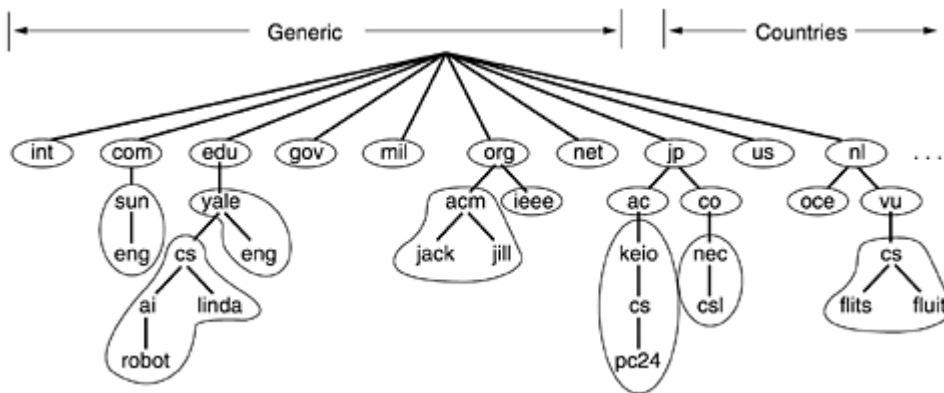 Generic Countries
int com edu gov mil org net jp us nl ...
sun yale acm ieee ac co oce vu
eng cs eng jack jill keio nec cs
ai linda cs csl flits fluit
robot pc24